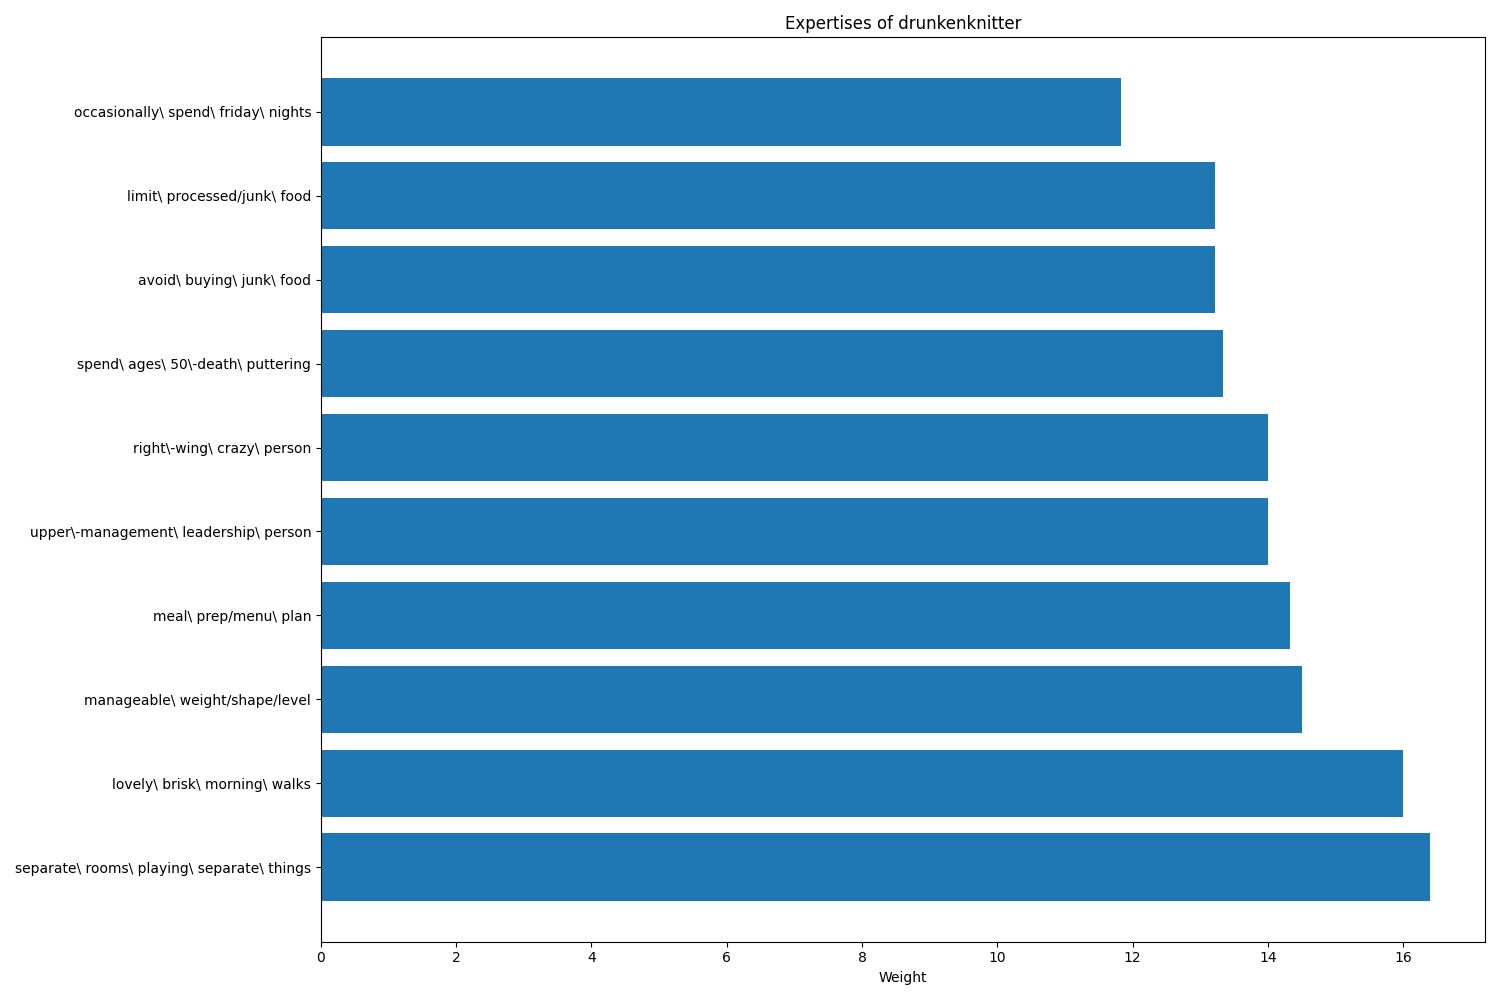 Expertises of drunkenknitter
occasionally\ spend\ friday\ nights
limit\ processed/junk\ food
avoid\ buying\ junk\ food
spend\ ages\ 50\-death\ puttering
right\-wing\ crazy\ person
upper\-management\ leadership\ person
meal\ prep/menu\ plan
manageable\ weight/shape/level
lovely\ brisk\ morning\ walks
separate\ rooms\ playing\ separate\ things
0 2 4 6 8 10 12 14 16
Weight